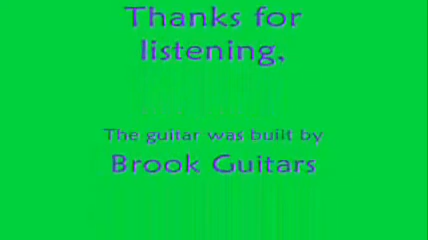 Thanks for
listening,
The guitar was built by
Brook Guitars